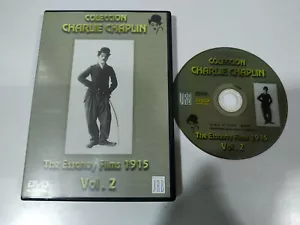 COLECCION
CHARLIE CHAPLIN
The Essanay Films 1915
Vol. 2
DVD
COLECCION
CHARLIE CHAPLIN
The Essanay Films 1915
Vol. 2